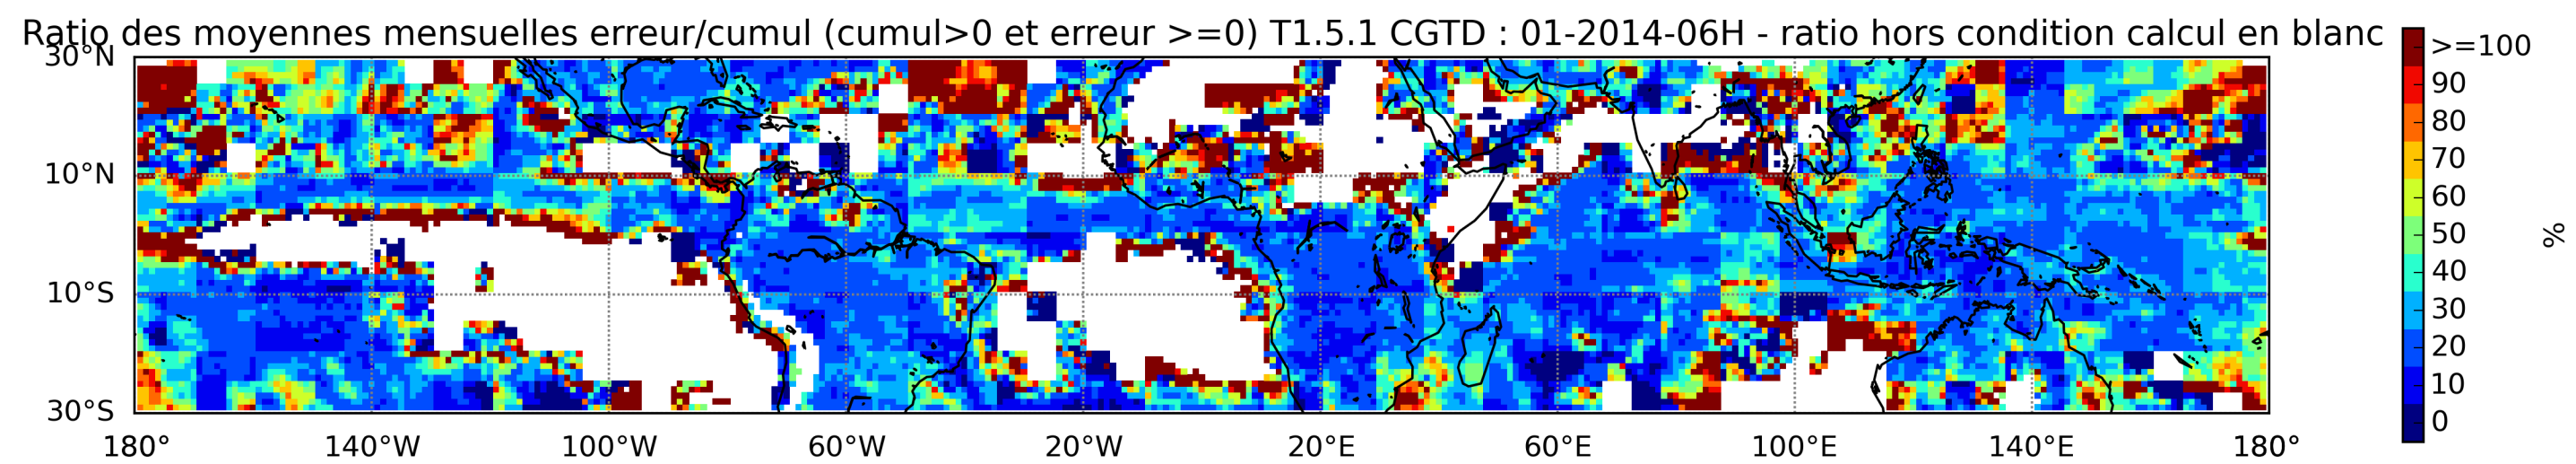 Ratio des moyennes mensuelles erreur/cumul (cumul>0 et erreur >=0) T1.5.1 CGTD : 01-2014-06H - ratio hors condition calcul en blanc
30°N
10°N
10°S
30°S
180°
140°W
100°W
60°W
20°W
20°E
60°E
100°E
140°E
180°
>=100
90
80
70
60
50
40
30
20
10
0
%